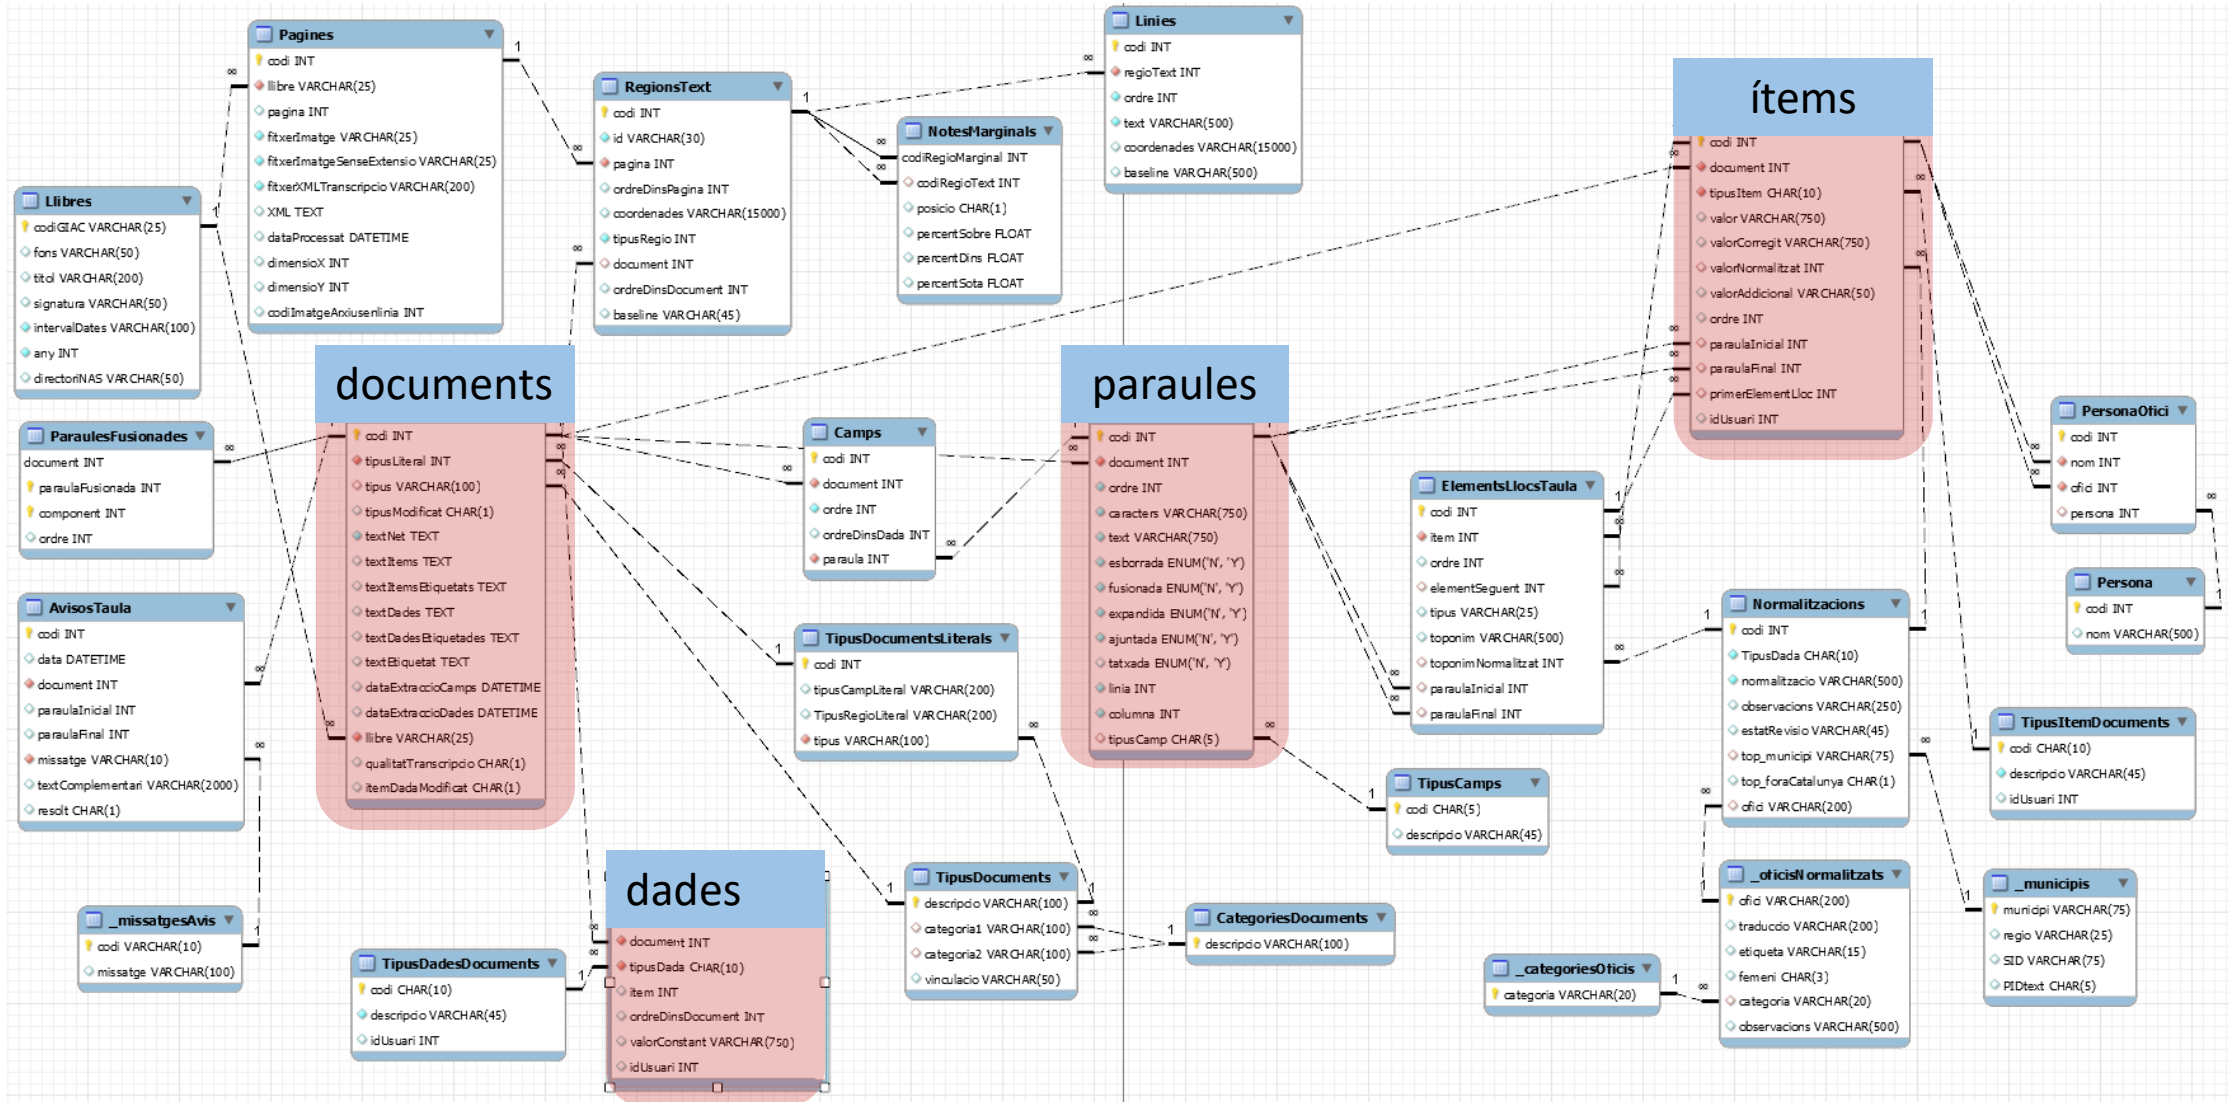 Pagines
codi INT
llibre VARCHAR(25)
pagina INT
fitxerImatge VARCHAR(25)
fitxerImatgeSenseExtensio VARCHAR(25)
fitxerXMLTranscripcio VARCHAR(200)
XML TEXT
dataProcessat DATETIME
dimensioX INT
dimensioY INT
codiImatgeArxiusenlinia INT
RegionsText
codi INT
id VARCHAR(30)
pagina INT
ordreDinsPagina INT
coordenades VARCHAR(15000)
tipusRegio INT
document INT
ordreDinsDocument INT
baseline VARCHAR(45)
NotesMarginals
codiRegioMarginal INT
codiRegioText INT
posicio CHAR(1)
percentSobre FLOAT
percentDins FLOAT
percentSota FLOAT
Linies
codi INT
regioText INT
ordre INT
text VARCHAR(500)
coordenades VARCHAR(15000)
baseline VARCHAR(500)
ítems
codi INT
document INT
tipusItem CHAR(10)
valor VARCHAR(750)
valorCorregit VARCHAR(750)
valorNormalitzat INT
valorAddicional VARCHAR(50)
ordre INT
paraulaInicial INT
paraulaFinal INT
primerElementLloc INT
idUsuari INT
Llibres
codiGIAC VARCHAR(25)
fons VARCHAR(50)
titol VARCHAR(200)
signatura VARCHAR(50)
intervalDates VARCHAR(100)
any INT
directoriNAS VARCHAR(50)
ParaulesFusionades
document INT
paraulaFusionada INT
component INT
ordre INT
AvisosTaula
codi INT
data DATETIME
document INT
paraulaInicial INT
paraulaFinal INT
missatge VARCHAR(10)
textComplementari VARCHAR(2000)
resolt CHAR(1)
_missatgesAvis
codi VARCHAR(10)
missatge VARCHAR(100)
documents
codi INT
tipusLiteral INT
tipus VARCHAR(100)
tipusModificat CHAR(1)
textNet TEXT
textItems TEXT
textItemsEtiquetats TEXT
textDades TEXT
textDadesEtiquetades TEXT
textEtiquetat TEXT
dataExtraccioCamps DATETIME
dataExtraccioDades DATETIME
llibre VARCHAR(25)
qualitatTranscripcio CHAR(1)
itemDadaModificat CHAR(1)
Camps
codi INT
document INT
ordre INT
ordreDinsDada INT
paraula INT
TipusDocumentsLiterals
codi INT
tipusCampLiteral VARCHAR(200)
TipusRegioLiteral VARCHAR(200)
tipus VARCHAR(100)
paraules
codi INT
document INT
ordre INT
caracters VARCHAR(750)
text VARCHAR(750)
esborrada ENUM('N', 'Y')
fusionada ENUM('N', 'Y')
expandida ENUM('N', 'Y')
ajuntada ENUM('N', 'Y')
tatxada ENUM('N', 'Y')
linia INT
columna INT
tipusCamp CHAR(5)
ElementsLlocsTaula
codi INT
item INT
ordre INT
elementSeguent INT
tipus VARCHAR(25)
toponim VARCHAR(500)
toponimNormalitzat INT
paraulaInicial INT
paraulaFinal INT
PersonaOfici
codi INT
nom INT
ofici INT
persona INT
Persona
codi INT
nom VARCHAR(500)
Normalitzacions
codi INT
TipusDada CHAR(10)
normalitzacio VARCHAR(500)
observacions VARCHAR(250)
estatRevisio VARCHAR(45)
top_municipi VARCHAR(75)
top_foraCatalunya CHAR(1)
ofici VARCHAR(200)
TipusItemDocuments
codi CHAR(10)
descripcio VARCHAR(45)
idUsuari INT
TipusCamps
codi CHAR(5)
descripcio VARCHAR(45)
dades
document INT
tipusDada CHAR(10)
item INT
ordreDinsDocument INT
valorConstant VARCHAR(750)
idUsuari INT
TipusDadesDocuments
codi CHAR(10)
descripcio VARCHAR(45)
idUsuari INT
TipusDocuments
descripcio VARCHAR(100)
categoria1 VARCHAR(100)
categoria2 VARCHAR(100)
vinculacio VARCHAR(50)
CategoriesDocuments
descripcio VARCHAR(100)
_categoriesOficis
categoria VARCHAR(20)
_oficisNormalitzats
ofici VARCHAR(200)
traduccio VARCHAR(200)
etiqueta VARCHAR(15)
femeni CHAR(3)
categoria VARCHAR(20)
observacions VARCHAR(500)
_municipis
municipi VARCHAR(75)
regio VARCHAR(25)
SID VARCHAR(75)
PIDtext CHAR(5)